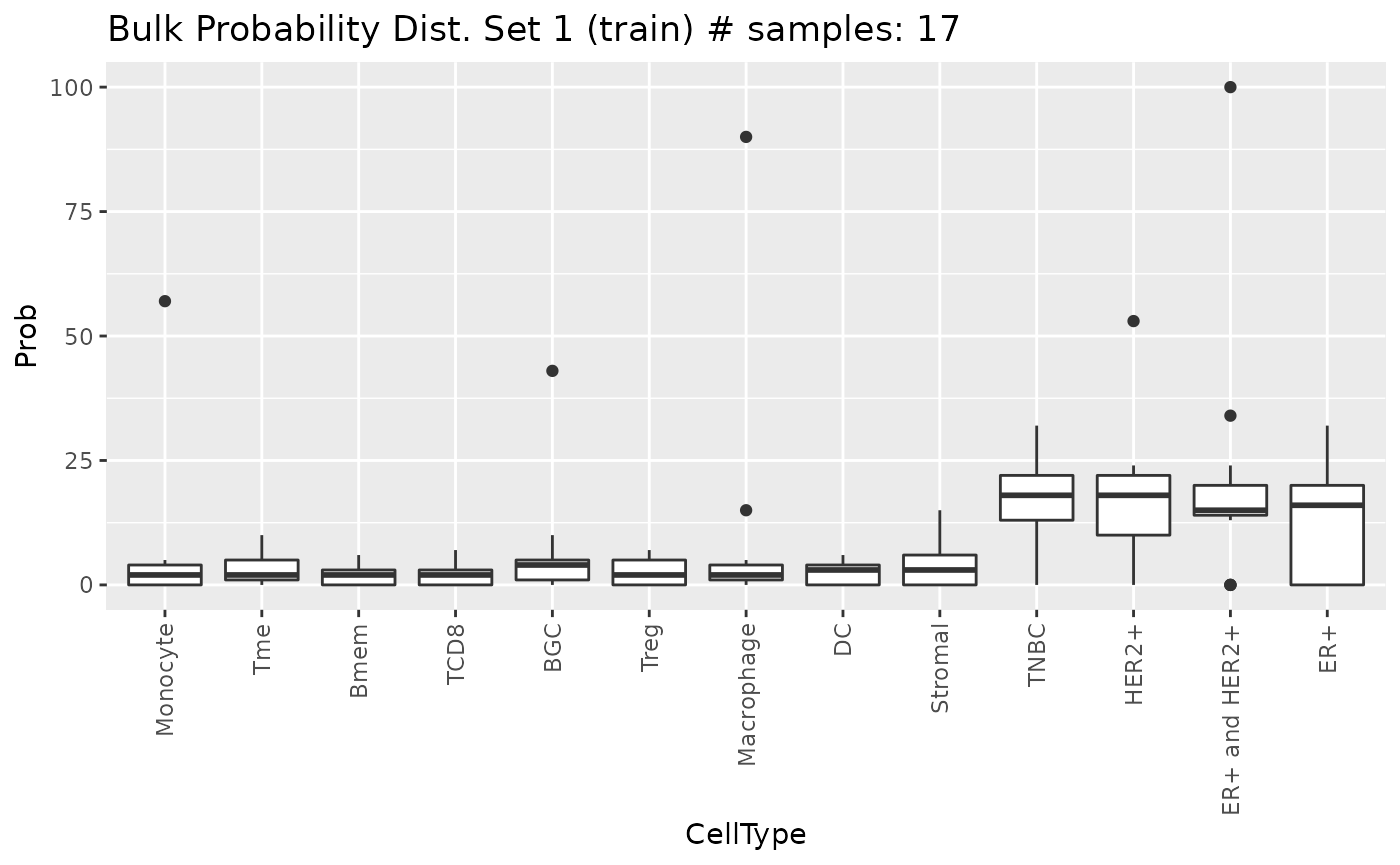 Bulk Probability Dist. Set 1 (train) # samples: 17
Prob
100
75
50
25
0
Monocyte
Tme
Bmem
TCD8
BGC
Treg
Macrophage
DC
Stromal
TNBC
HER2+
ER+ and HER2+
ER+
CellType